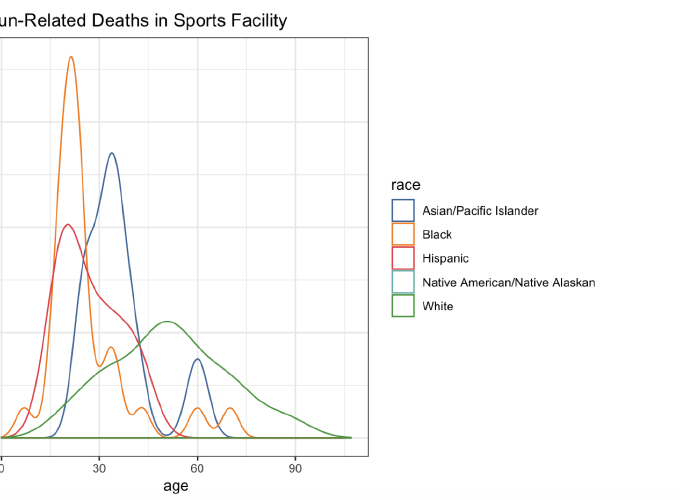 un-Related Deaths in Sports Facility
race
Asian/Pacific Islander
Black
Hispanic
Native American/Native Alaskan
White
0 30 60 90
age